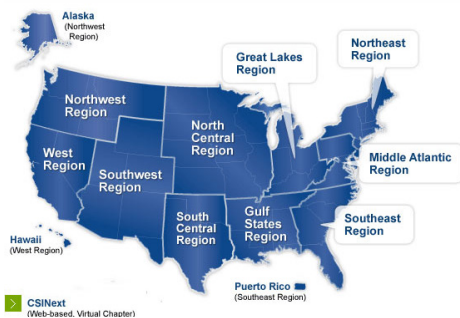 Alaska
(Northwest
Region)
Great Lakes
Region
Northeast
Region
Northwest
Region
North
Central
Region
West
Region
Southwest
Region
Middle Atlantic
Region
South
Central
Region
Gulf
States
Region
Southeast
Region
Hawaii
(West Region)
Puerto Rico
(Southeast Region)
CSINext
(Web-based, Virtual Chapter)